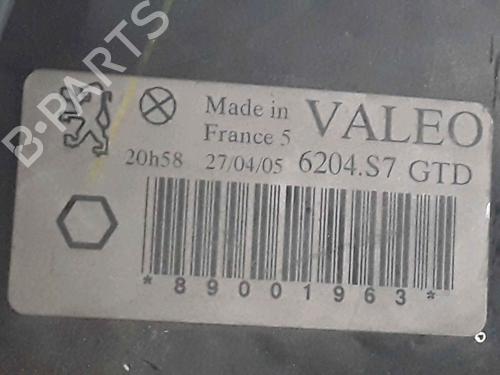 B-PARTS
Made in
France 5
VALEO
20h58 27/04/05 6204.S7 GTD
*89001963*